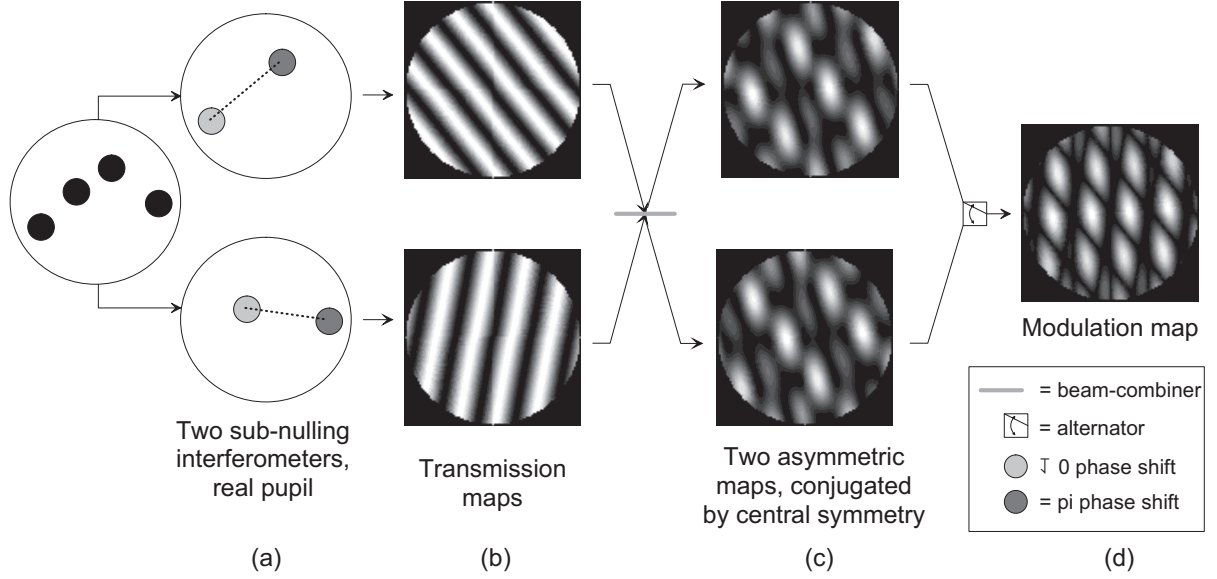 Modulation map
= beam-combiner
= alternator
0 phase shift
= pi phase shift
Two sub-nulling
interferometers,
real pupil
Transmission
maps
Two asymmetric
maps, conjugated
by central symmetry
(a)
(b)
(c)
(d)